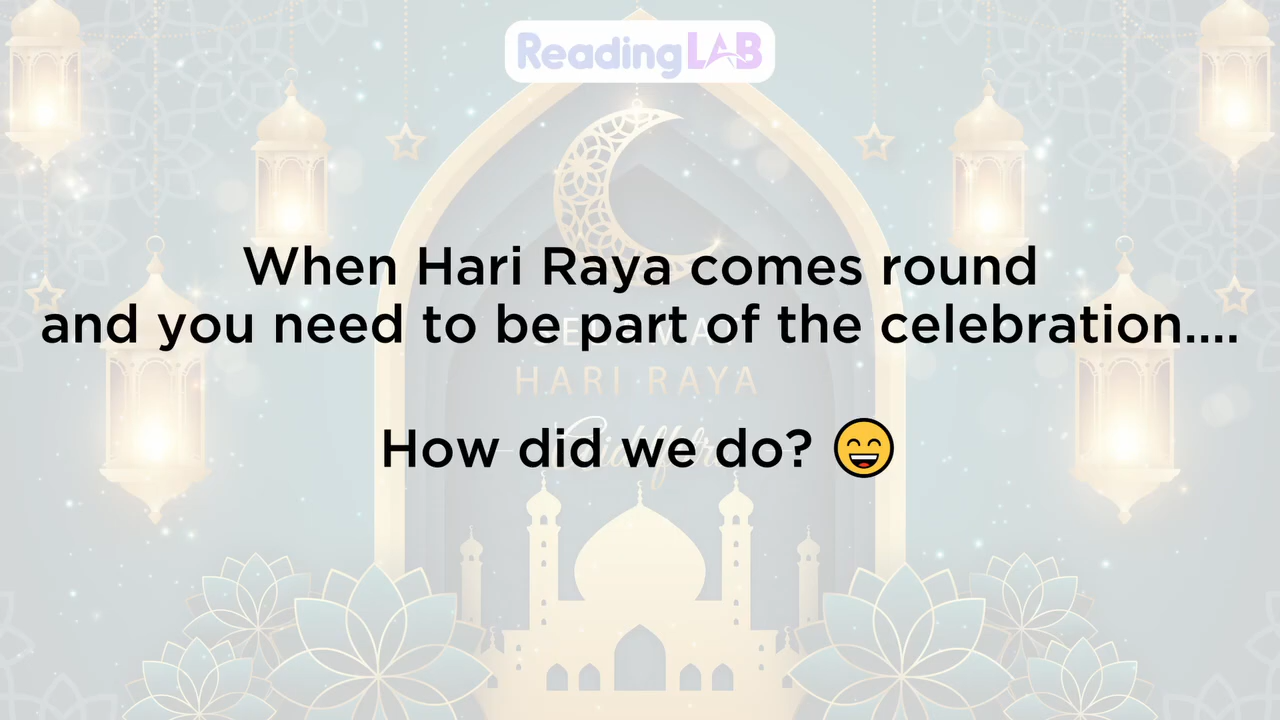 ReadingLAB
When Hari Raya comes round
and you need to be part of the celebration....
HARI RAYA
How did we do? 😄